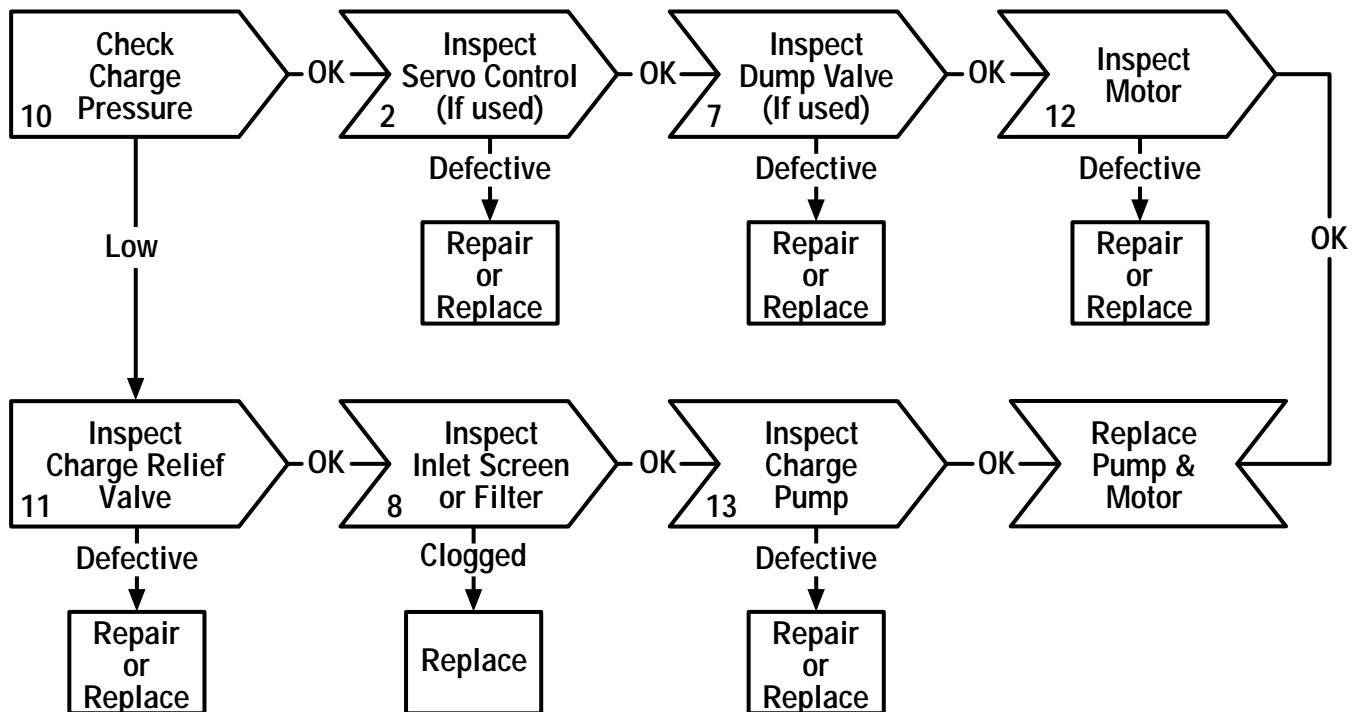 Check
Charge
Pressure
10
OK
Inspect
Servo Control
(If used)
2
OK
Inspect
Dump Valve
(If used)
7
OK
Inspect
Motor
12
Defective
Defective
Defective
Repair
or
Replace
Repair
or
Replace
Repair
or
Replace
Low
OK
Inspect
Charge Relief
Valve
11
OK
Inspect
Inlet Screen
or Filter
8
OK
Inspect
Charge
Pump
13
OK
Replace
Pump &
Motor
Defective
Clogged
Defective
Repair
or
Replace
Replace
Repair
or
Replace